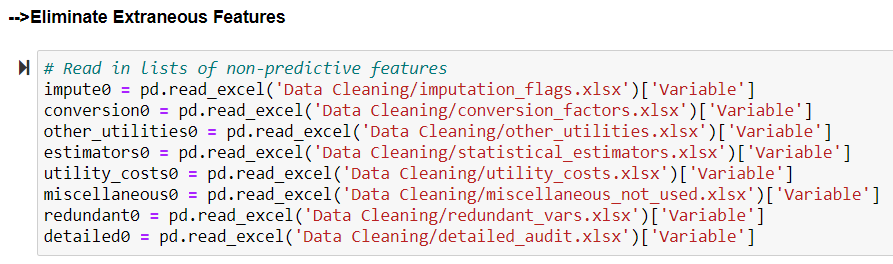 -->Eliminate Extraneous Features
# Read in lists of non-predictive features
impute0 = pd.read_excel('Data Cleaning/imputation_flags.xlsx')['Variable']
conversion0 = pd.read_excel('Data Cleaning/conversion_factors.xlsx')['Variable']
other_utilities0 = pd.read_excel('Data Cleaning/other_utilities.xlsx')['Variable']
estimators0 = pd.read_excel('Data Cleaning/statistical_estimators.xlsx')['Variable']
utility_costs0 = pd.read_excel('Data Cleaning/utility_costs.xlsx')['Variable']
miscellaneous0 = pd.read_excel('Data Cleaning/miscellaneous_not_used.xlsx')['Variable']
redundant0 = pd.read_excel('Data Cleaning/redundant_vars.xlsx')['Variable']
detailed0 = pd.read_excel('Data Cleaning/detailed_audit.xlsx')['Variable']